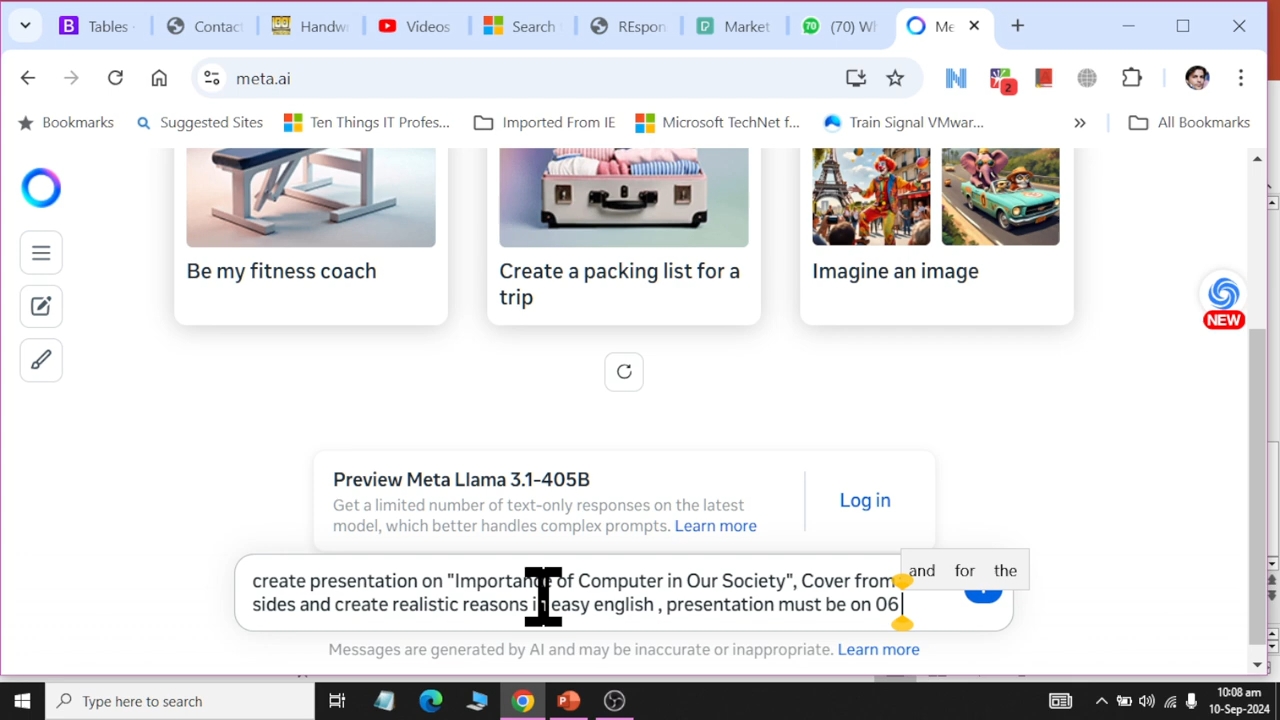 Tables
Contact
Handw
Videos
Search
REspon
Market
70
(70) Wh
Me
meta.ai
2
Bookmarks
Suggested Sites
Ten Things IT Profes...
Imported From IE
Microsoft TechNet f...
Train Signal VMwar...
All Bookmarks
Be my fitness coach
Create a packing list for a
trip
Imagine an image
NEW
Preview Meta Llama 3.1-405B
Get a limited number of text-only responses on the latest
model, which better handles complex prompts. Learn more
Log in
and for the
create presentation on "Importance of Computer in Our Society", Cover from
sides and create realistic reasons in easy english , presentation must be on 06
Messages are generated by AI and may be inaccurate or inappropriate. Learn more
Type here to search
10:08 am
10-Sep-2024